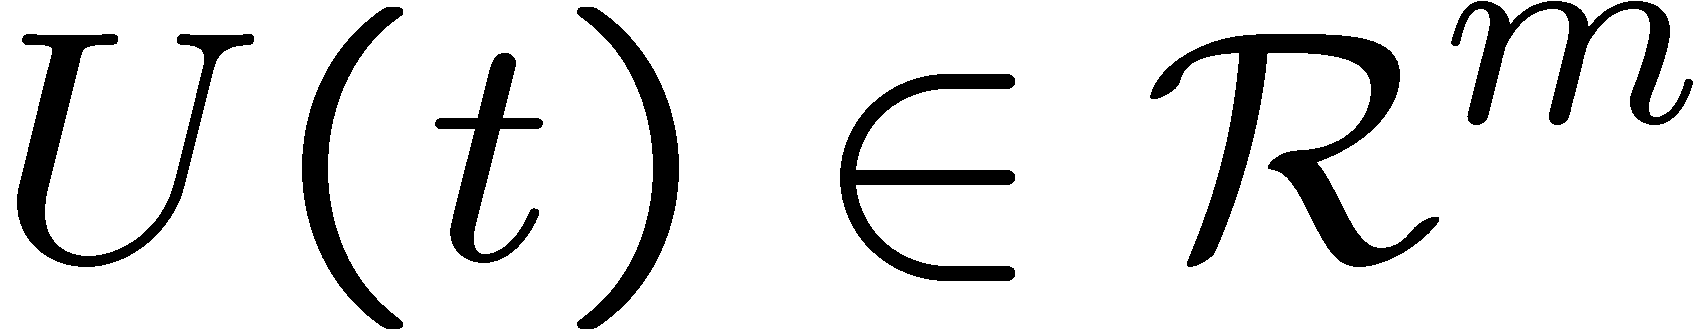 U(t) ∈ ℛ^m